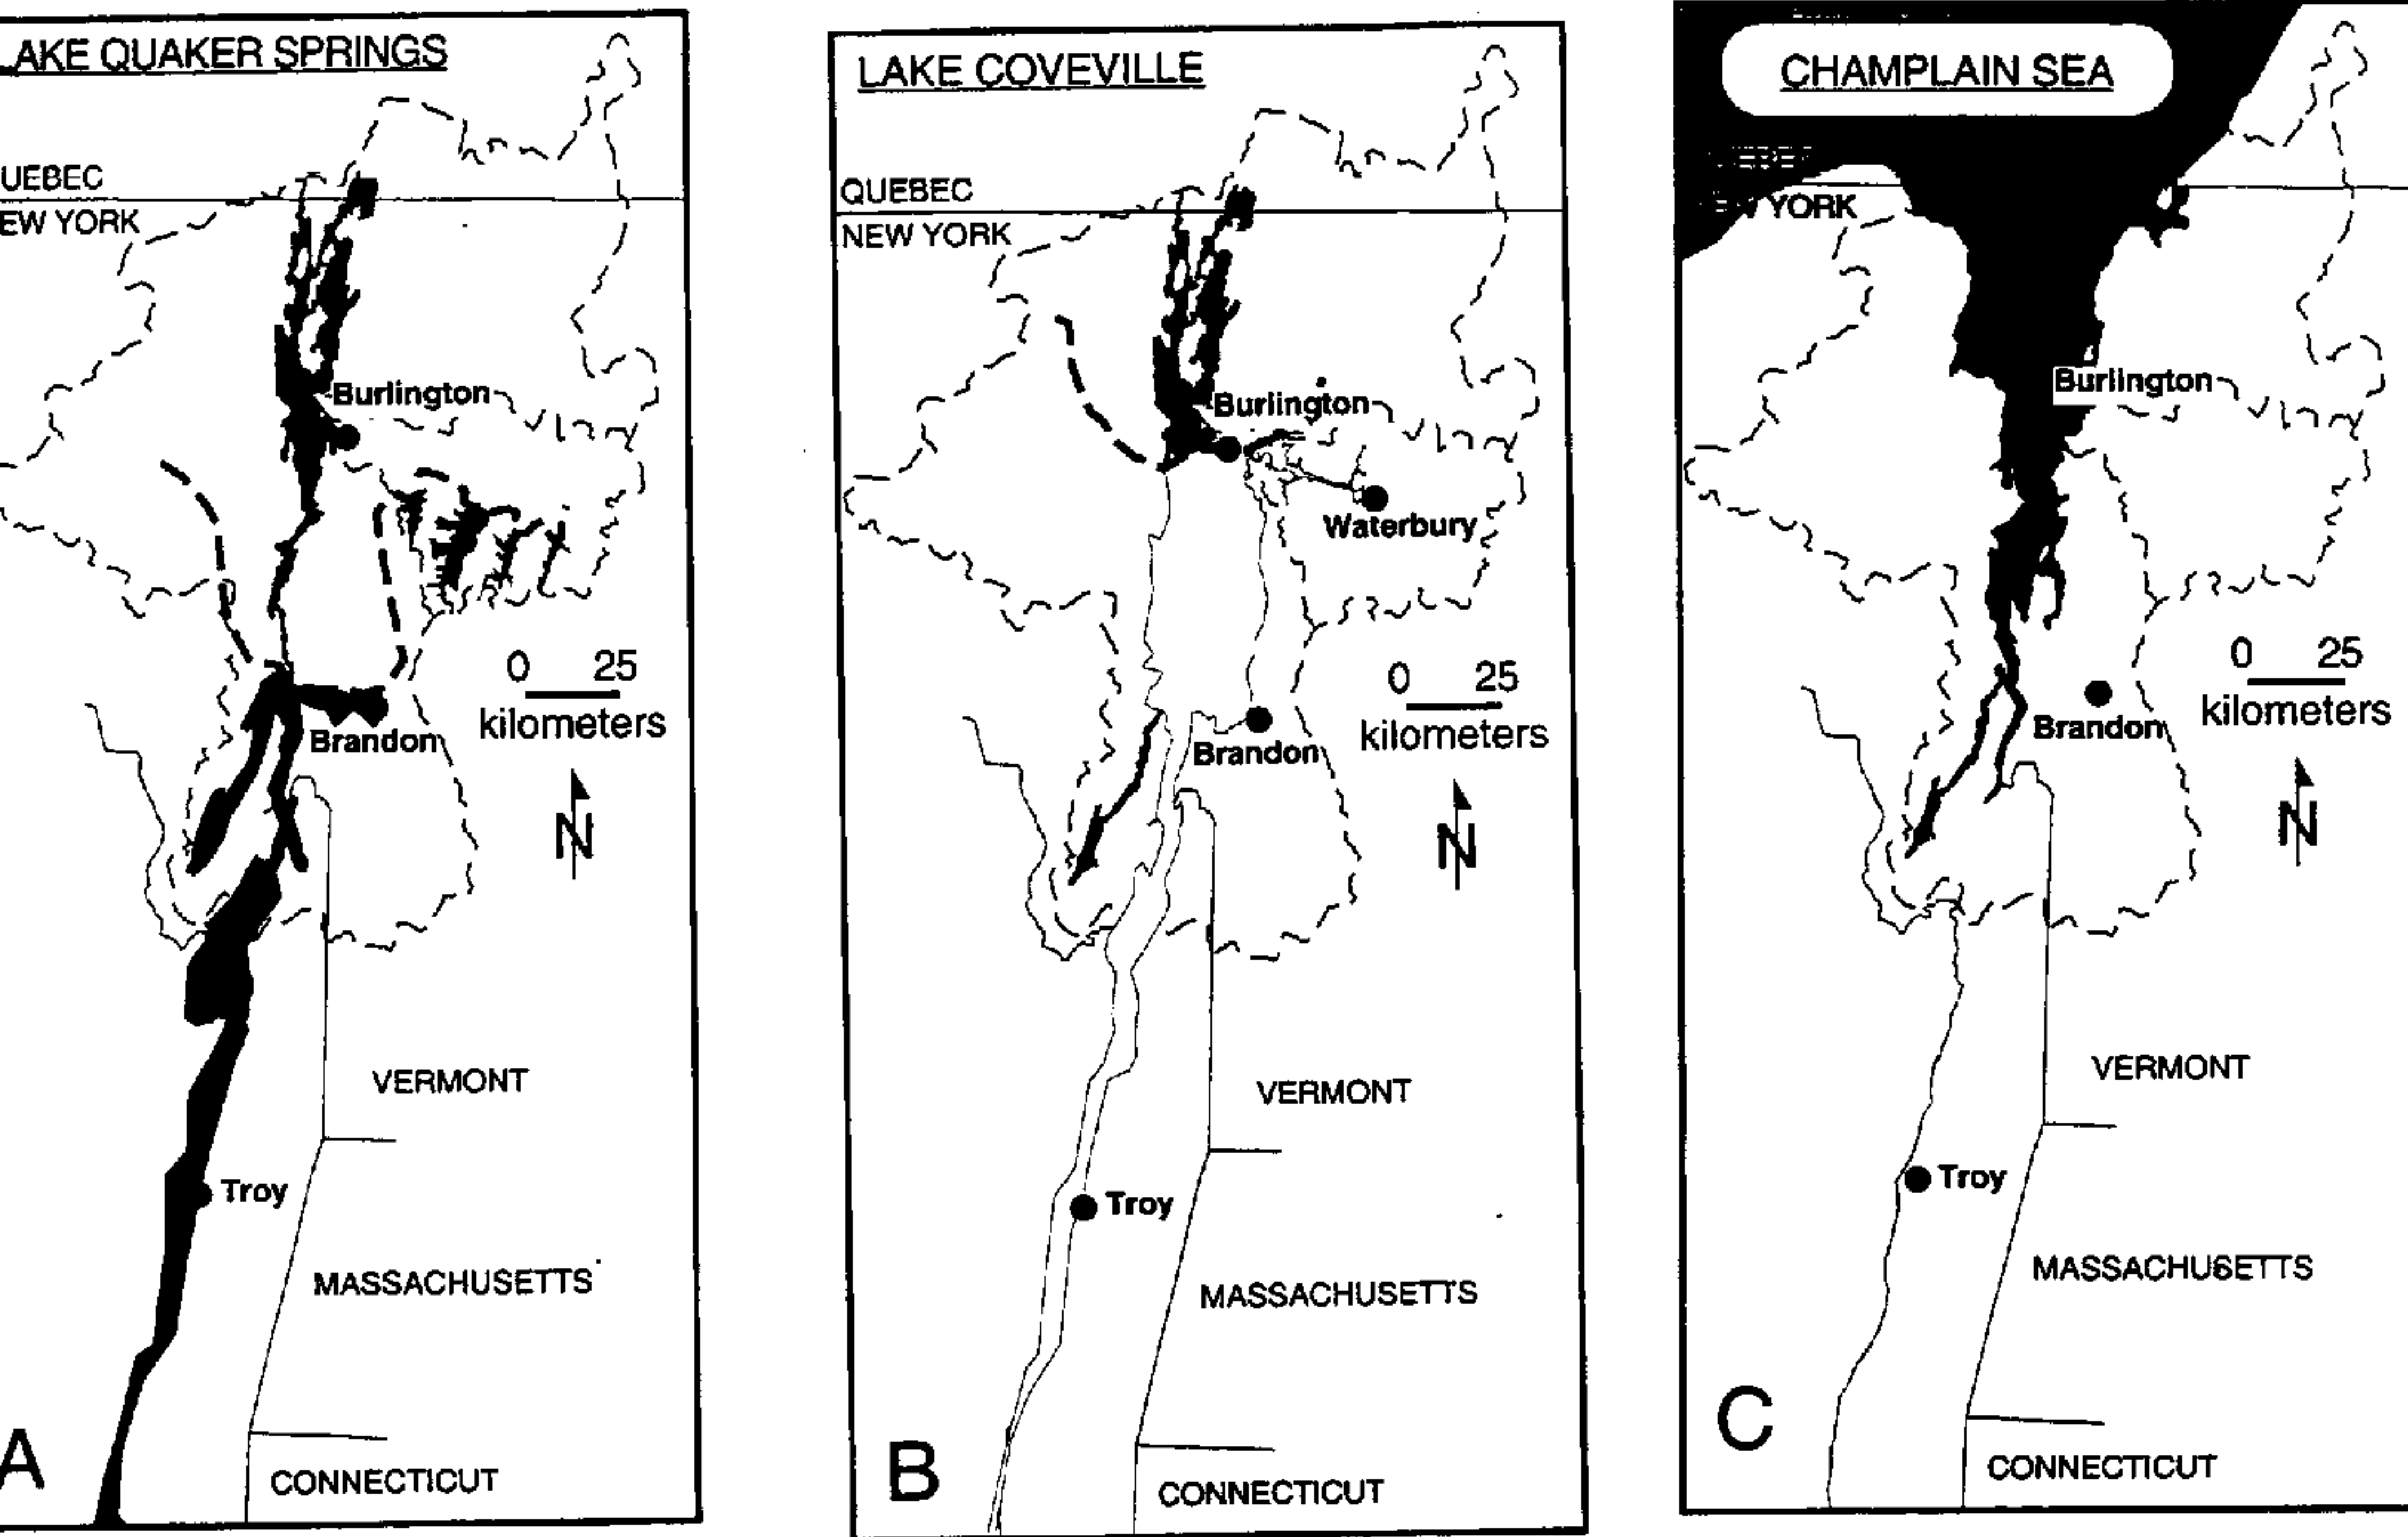 AKE QUAKER SPRINGS
UEBEC
EW YORK
Burlington
0 25
kilometers
Brandon
N
VERMONT
Troy
MASSACHUSETTS
CONNECTICUT
A
LAKE COVEVILLE
QUEBEC
NEW YORK
Burlington
Waterbury
0 25
kilometers
Brandon
N
VERMONT
Troy
MASSACHUSETTS
B
CONNECTICUT
CHAMPLAIN SEA
EBEC
YORK
Burlington
0 25
kilometers
Brandon
N
VERMONT
Troy
MASSACHUSETTS
C
CONNECTICUT